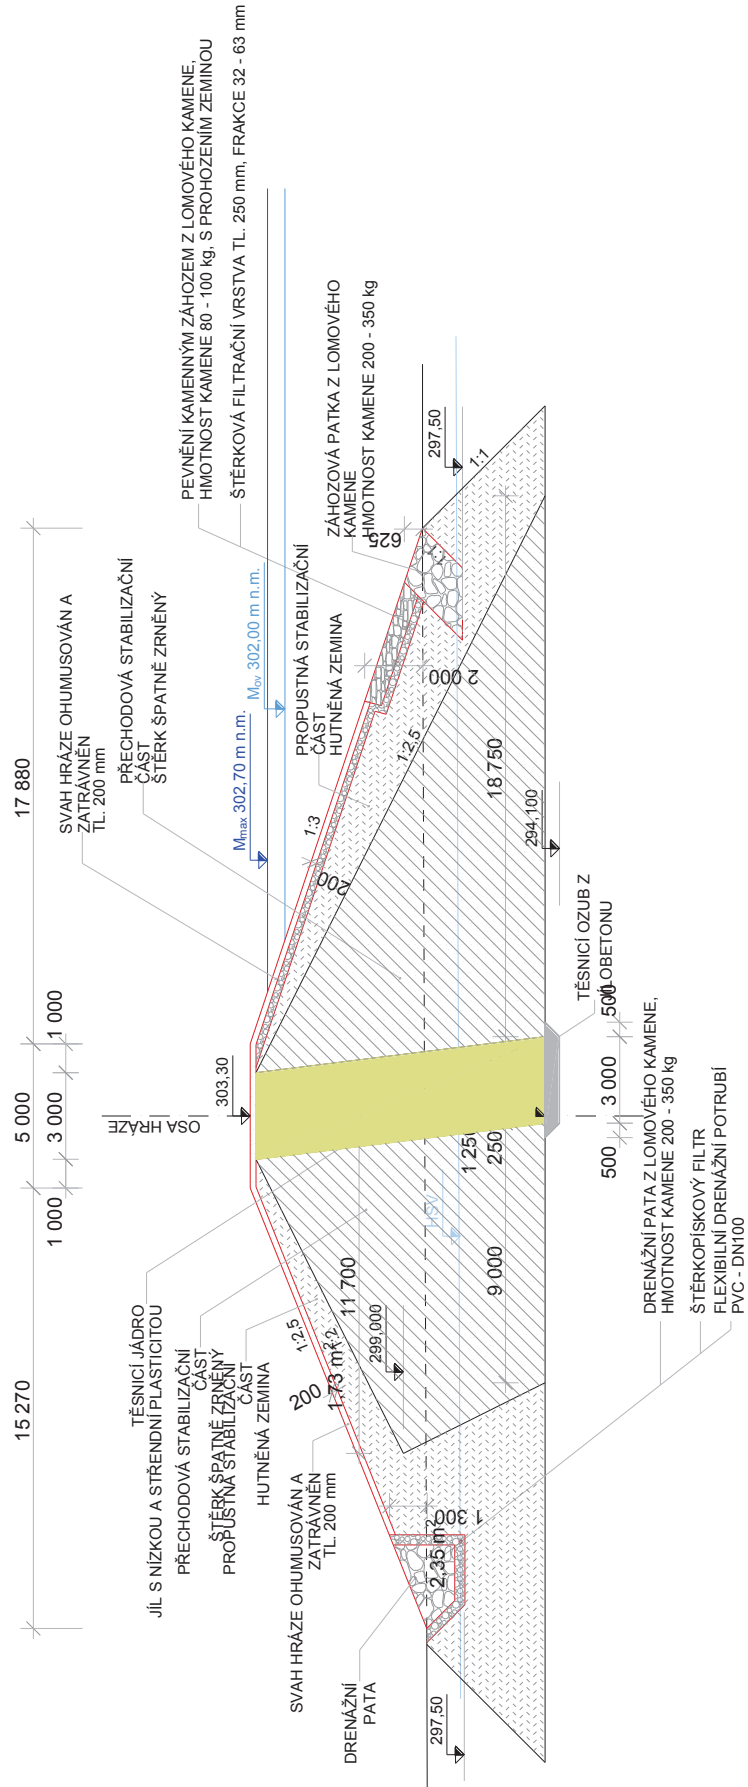 PEVNĚNÍ KAMENNÝM ZÁHOZEM Z LOMOVÉHO KAMENE,
HMOTNOST KAMENE 80 - 100 kg, S PROHOZENÍM ZEMINOU
ŠTĚRKOVÁ FILTRAČNÍ VRSTVA TL. 250 mm, FRAKCE 32 - 63 mm
ZÁHOZOVÁ PATKA Z LOMOVÉHO
KAMENE
HMOTNOST KAMENE 200 - 350 kg
625
297,50
1:1
1:1
17 880
SVAH HRÁZE OHUMUSOVÁN A
ZATRÁVNĚN
TL. 200 mm
PŘECHODOVÁ STABILIZAČNÍ
ČÁST
ŠTĚRK ŠPATNĚ ZRNĚNÝ
Mmax 302,70 m n.m.
Mov 302,00 m n.m.
PROPUSTNÁ STABILIZAČNÍ
ČÁST
HUTNĚNÁ ZEMINA
2 000
1:3
200
1:2,5
18 750
294,100
TĚSNICÍ OZUB Z
JÍLOBETONU
1 000
5 000
3 000
1 000
OSA HRÁZE
303,30
500
3 000
500
1 250
250
HSV
9 000
11 700
299,000
15 270
TĚSNICÍ JÁDRO
JÍL S NÍZKOU A STŘENDNÍ PLASTICITOU
PŘECHODOVÁ STABILIZAČNÍ
ČÁST
ŠTĚRK ŠPATNĚ ZRNĚNÝ
PROPUSTNÁ STABILIZAČNÍ
ČÁST
HUTNĚNÁ ZEMINA
1:2,5
1:2
200
1,73 m²
SVAH HRÁZE OHUMUSOVÁN A
ZATRÁVNĚN
TL. 200 mm
1 300
2,35 m²
DRENÁŽNÍ
PATA
297,50
DRENÁŽNÍ PATA Z LOMOVÉHO KAMENE,
HMOTNOST KAMENE 200 - 350 kg
ŠTĚRKOPÍSKOVÝ FILTR
FLEXIBILNÍ DRENÁŽNÍ POTRUBÍ
PVC - DN100